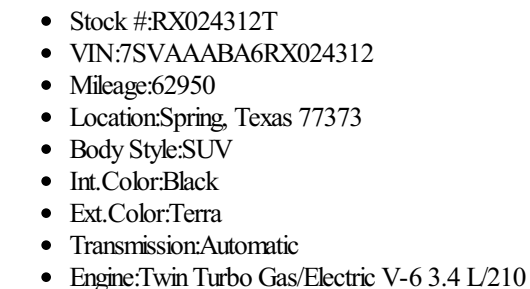 • Stock #:RX024312T
• VIN:7SVAAABA6RX024312
• Mileage:62950
• Location:Spring, Texas 77373
• Body Style:SUV
• Int.Color:Black
• Ext.Color:Terra
• Transmission:Automatic
• Engine:Twin Turbo Gas/Electric V-6 3.4 L/210